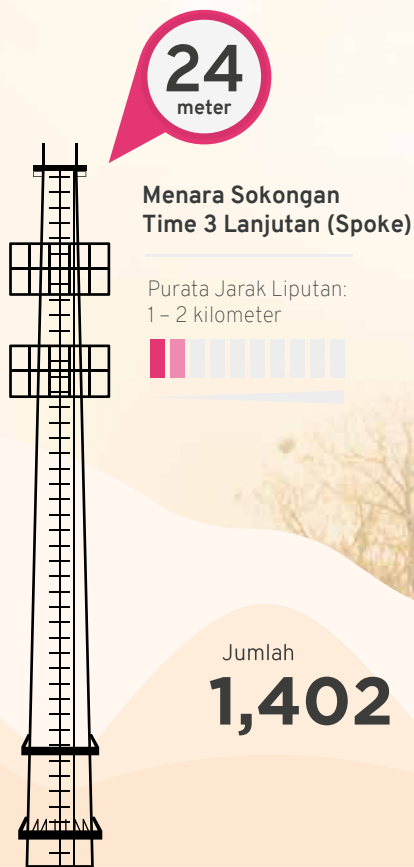 24
meter
Menara Sokongan
Time 3 Lanjutan (Spoke)
Purata Jarak Liputan:
1 – 2 kilometer
Jumlah
1,402